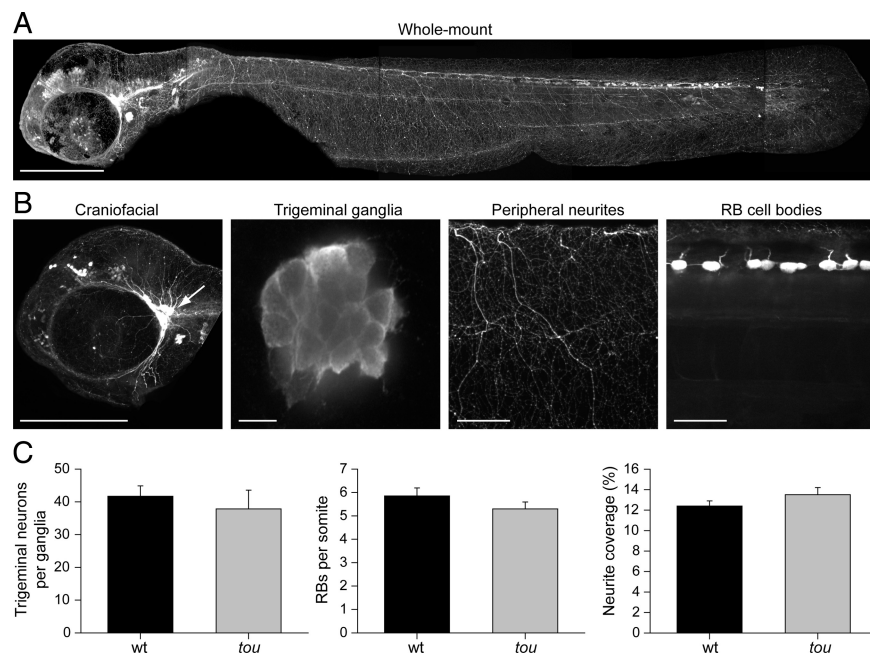 A
Whole-mount
B
Craniofacial
Trigeminal ganglia
Peripheral neurites
RB cell bodies
C
Trigeminal neurons
per ganglia
50
40
30
20
10
0
wt
tou
RBs per somite
7
6
5
4
3
2
1
0
wt
tou
Neurite coverage (%)
16
14
12
10
8
6
4
2
0
wt
tou